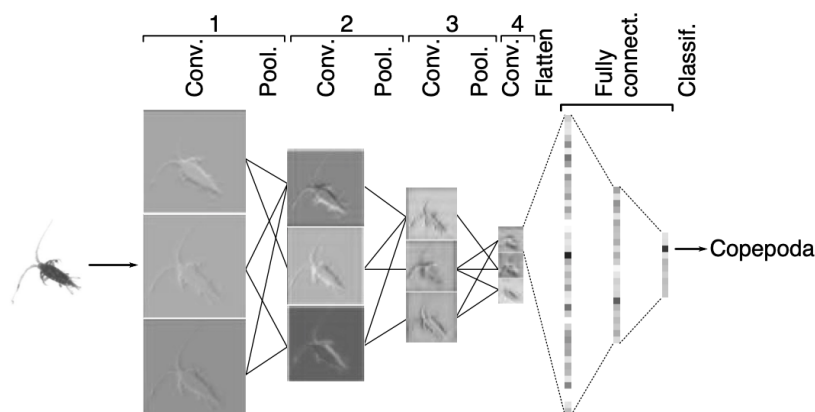 1 2 3 4
Conv. Pool. Conv. Pool. Conv. Pool. Conv. Flatten Fully connect. Classif.
Copepoda